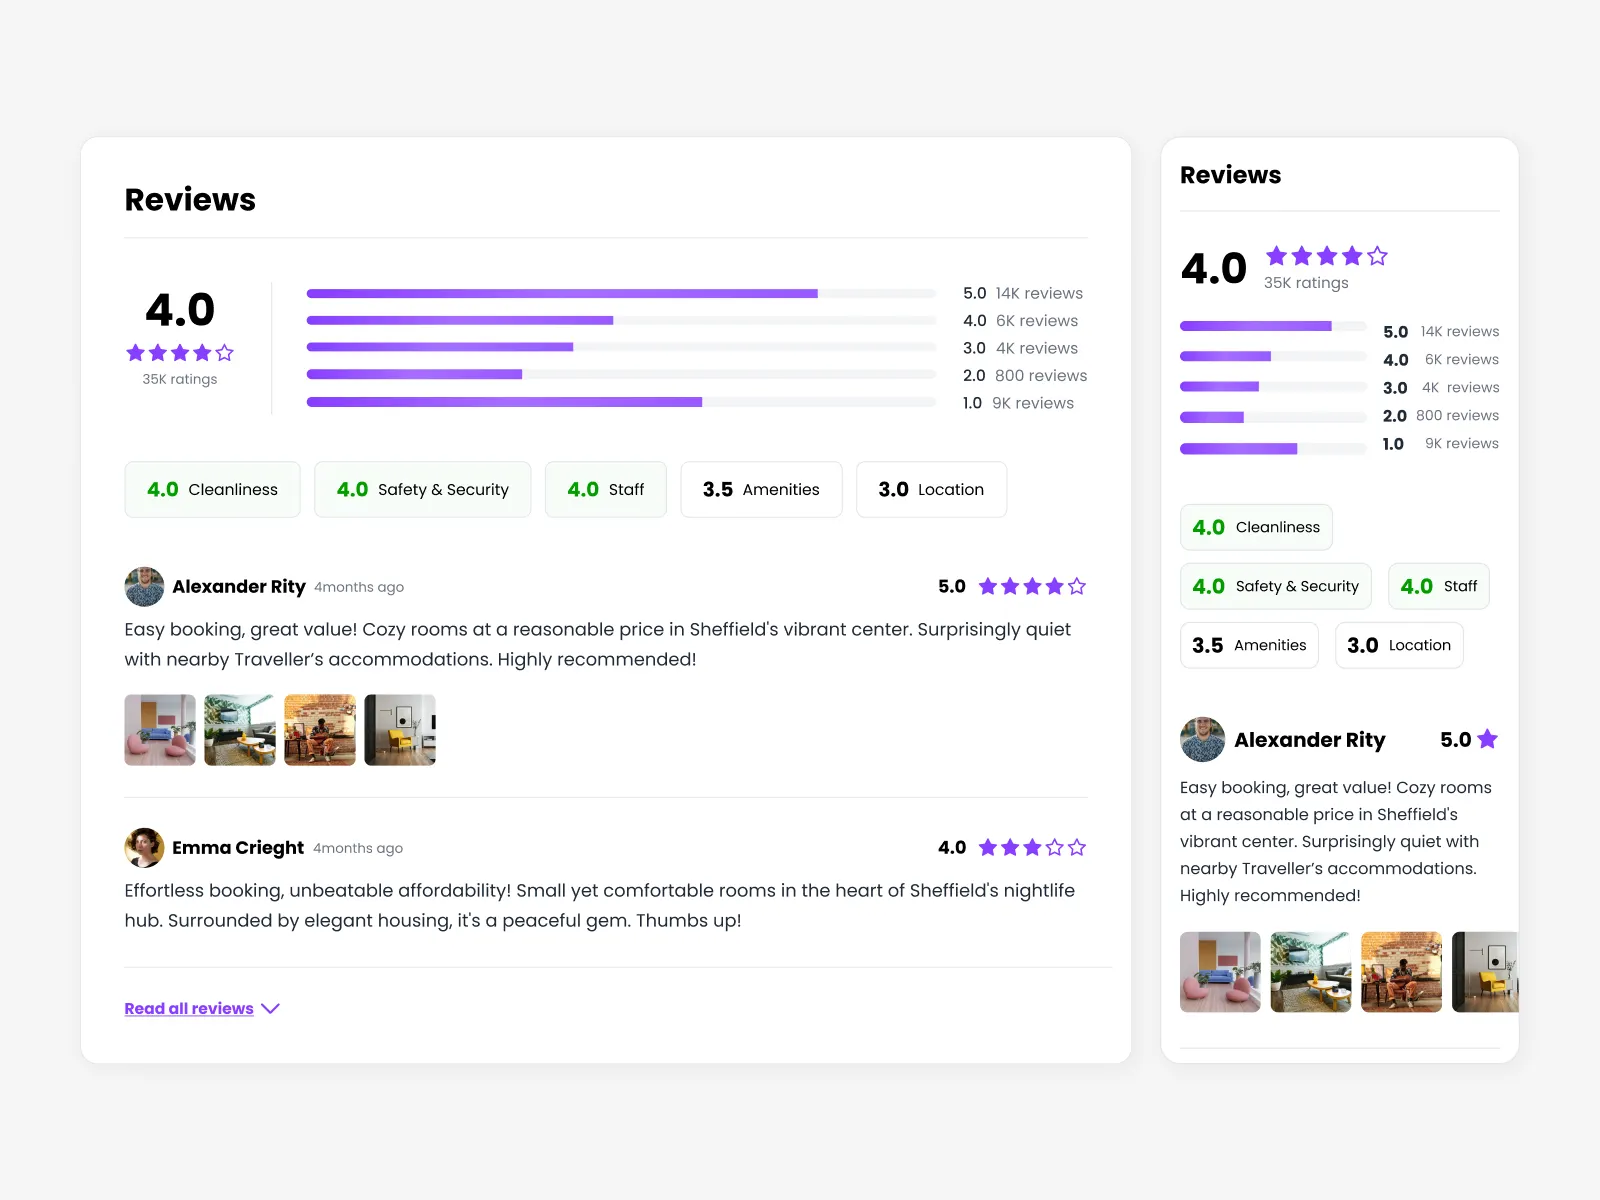 Reviews
4.0
35K ratings
5.0 14K reviews
4.0 6K reviews
3.0 4K reviews
2.0 800 reviews
1.0 9K reviews
4.0 Cleanliness
4.0 Safety & Security
4.0 Staff
3.5 Amenities
3.0 Location
Alexander Rity 4months ago
5.0
Easy booking, great value! Cozy rooms at a reasonable price in Sheffield's vibrant center. Surprisingly quiet
with nearby Traveller’s accommodations. Highly recommended!
Emma Crieght 4months ago
4.0
Effortless booking, unbeatable affordability! Small yet comfortable rooms in the heart of Sheffield's nightlife
hub. Surrounded by elegant housing, it's a peaceful gem. Thumbs up!
Read all reviews
Reviews
4.0
35K ratings
5.0 14K reviews
4.0 6K reviews
3.0 4K reviews
2.0 800 reviews
1.0 9K reviews
4.0 Cleanliness
4.0 Safety & Security
4.0 Staff
3.5 Amenities
3.0 Location
Alexander Rity
5.0
Easy booking, great value! Cozy rooms
at a reasonable price in Sheffield's
vibrant center. Surprisingly quiet with
nearby Traveller’s accommodations.
Highly recommended!